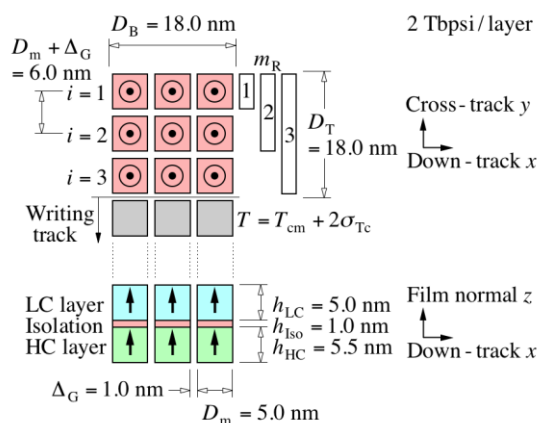 D_B = 18.0 nm
2 Tbpsi / layer
D_m + Δ_G
= 6.0 nm
m_R
i = 1
i = 2
i = 3
1
2
3
D_T
= 18.0 nm
Cross - track y
Down - track x
Writing
track
T = T_cm + 2σ_Tc
LC layer
Isolation
HC layer
h_LC = 5.0 nm
h_Iso = 1.0 nm
h_HC = 5.5 nm
Film normal z
Down - track x
Δ_G = 1.0 nm
D_m = 5.0 nm